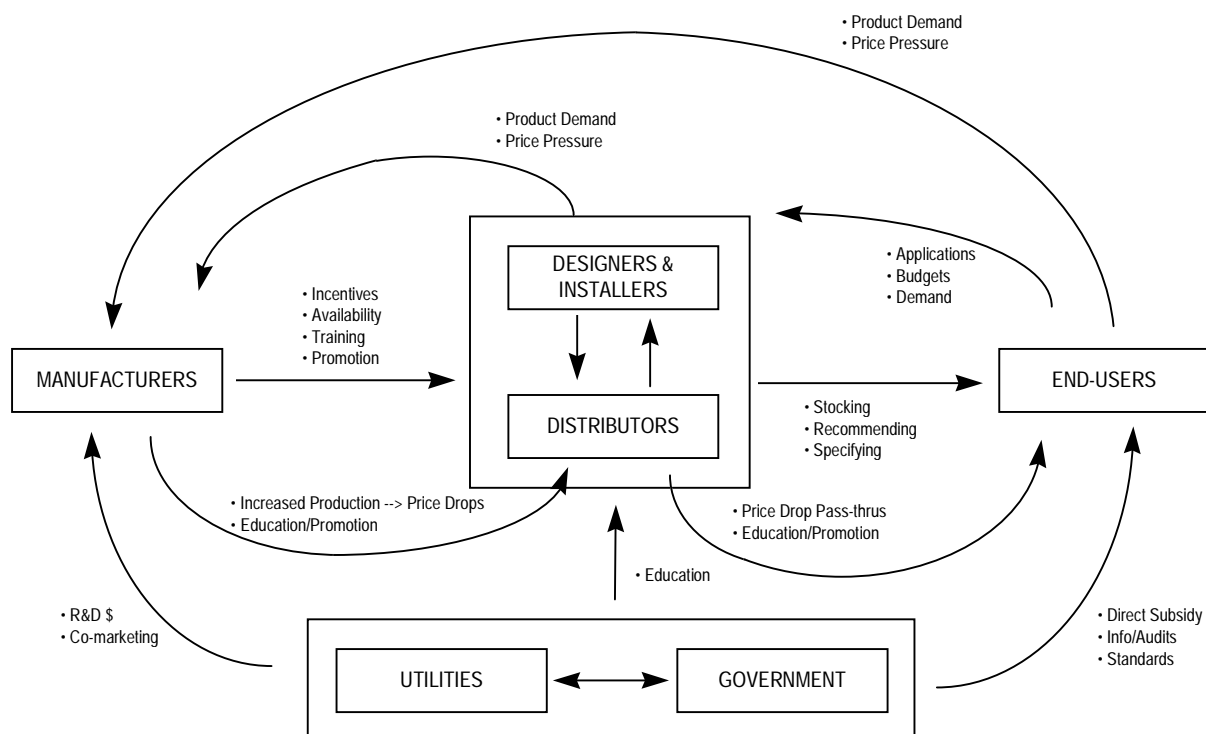 • Product Demand
• Price Pressure
• Product Demand
• Price Pressure
DESIGNERS &
INSTALLERS
• Applications
• Budgets
• Demand
• Incentives
• Availability
• Training
• Promotion
MANUFACTURERS
END-USERS
DISTRIBUTORS
• Stocking
• Recommending
• Specifying
• Increased Production --> Price Drops
• Education/Promotion
• Price Drop Pass-thrus
• Education/Promotion
• Education
• R&D $
• Co-marketing
• Direct Subsidy
• Info/Audits
• Standards
UTILITIES
GOVERNMENT